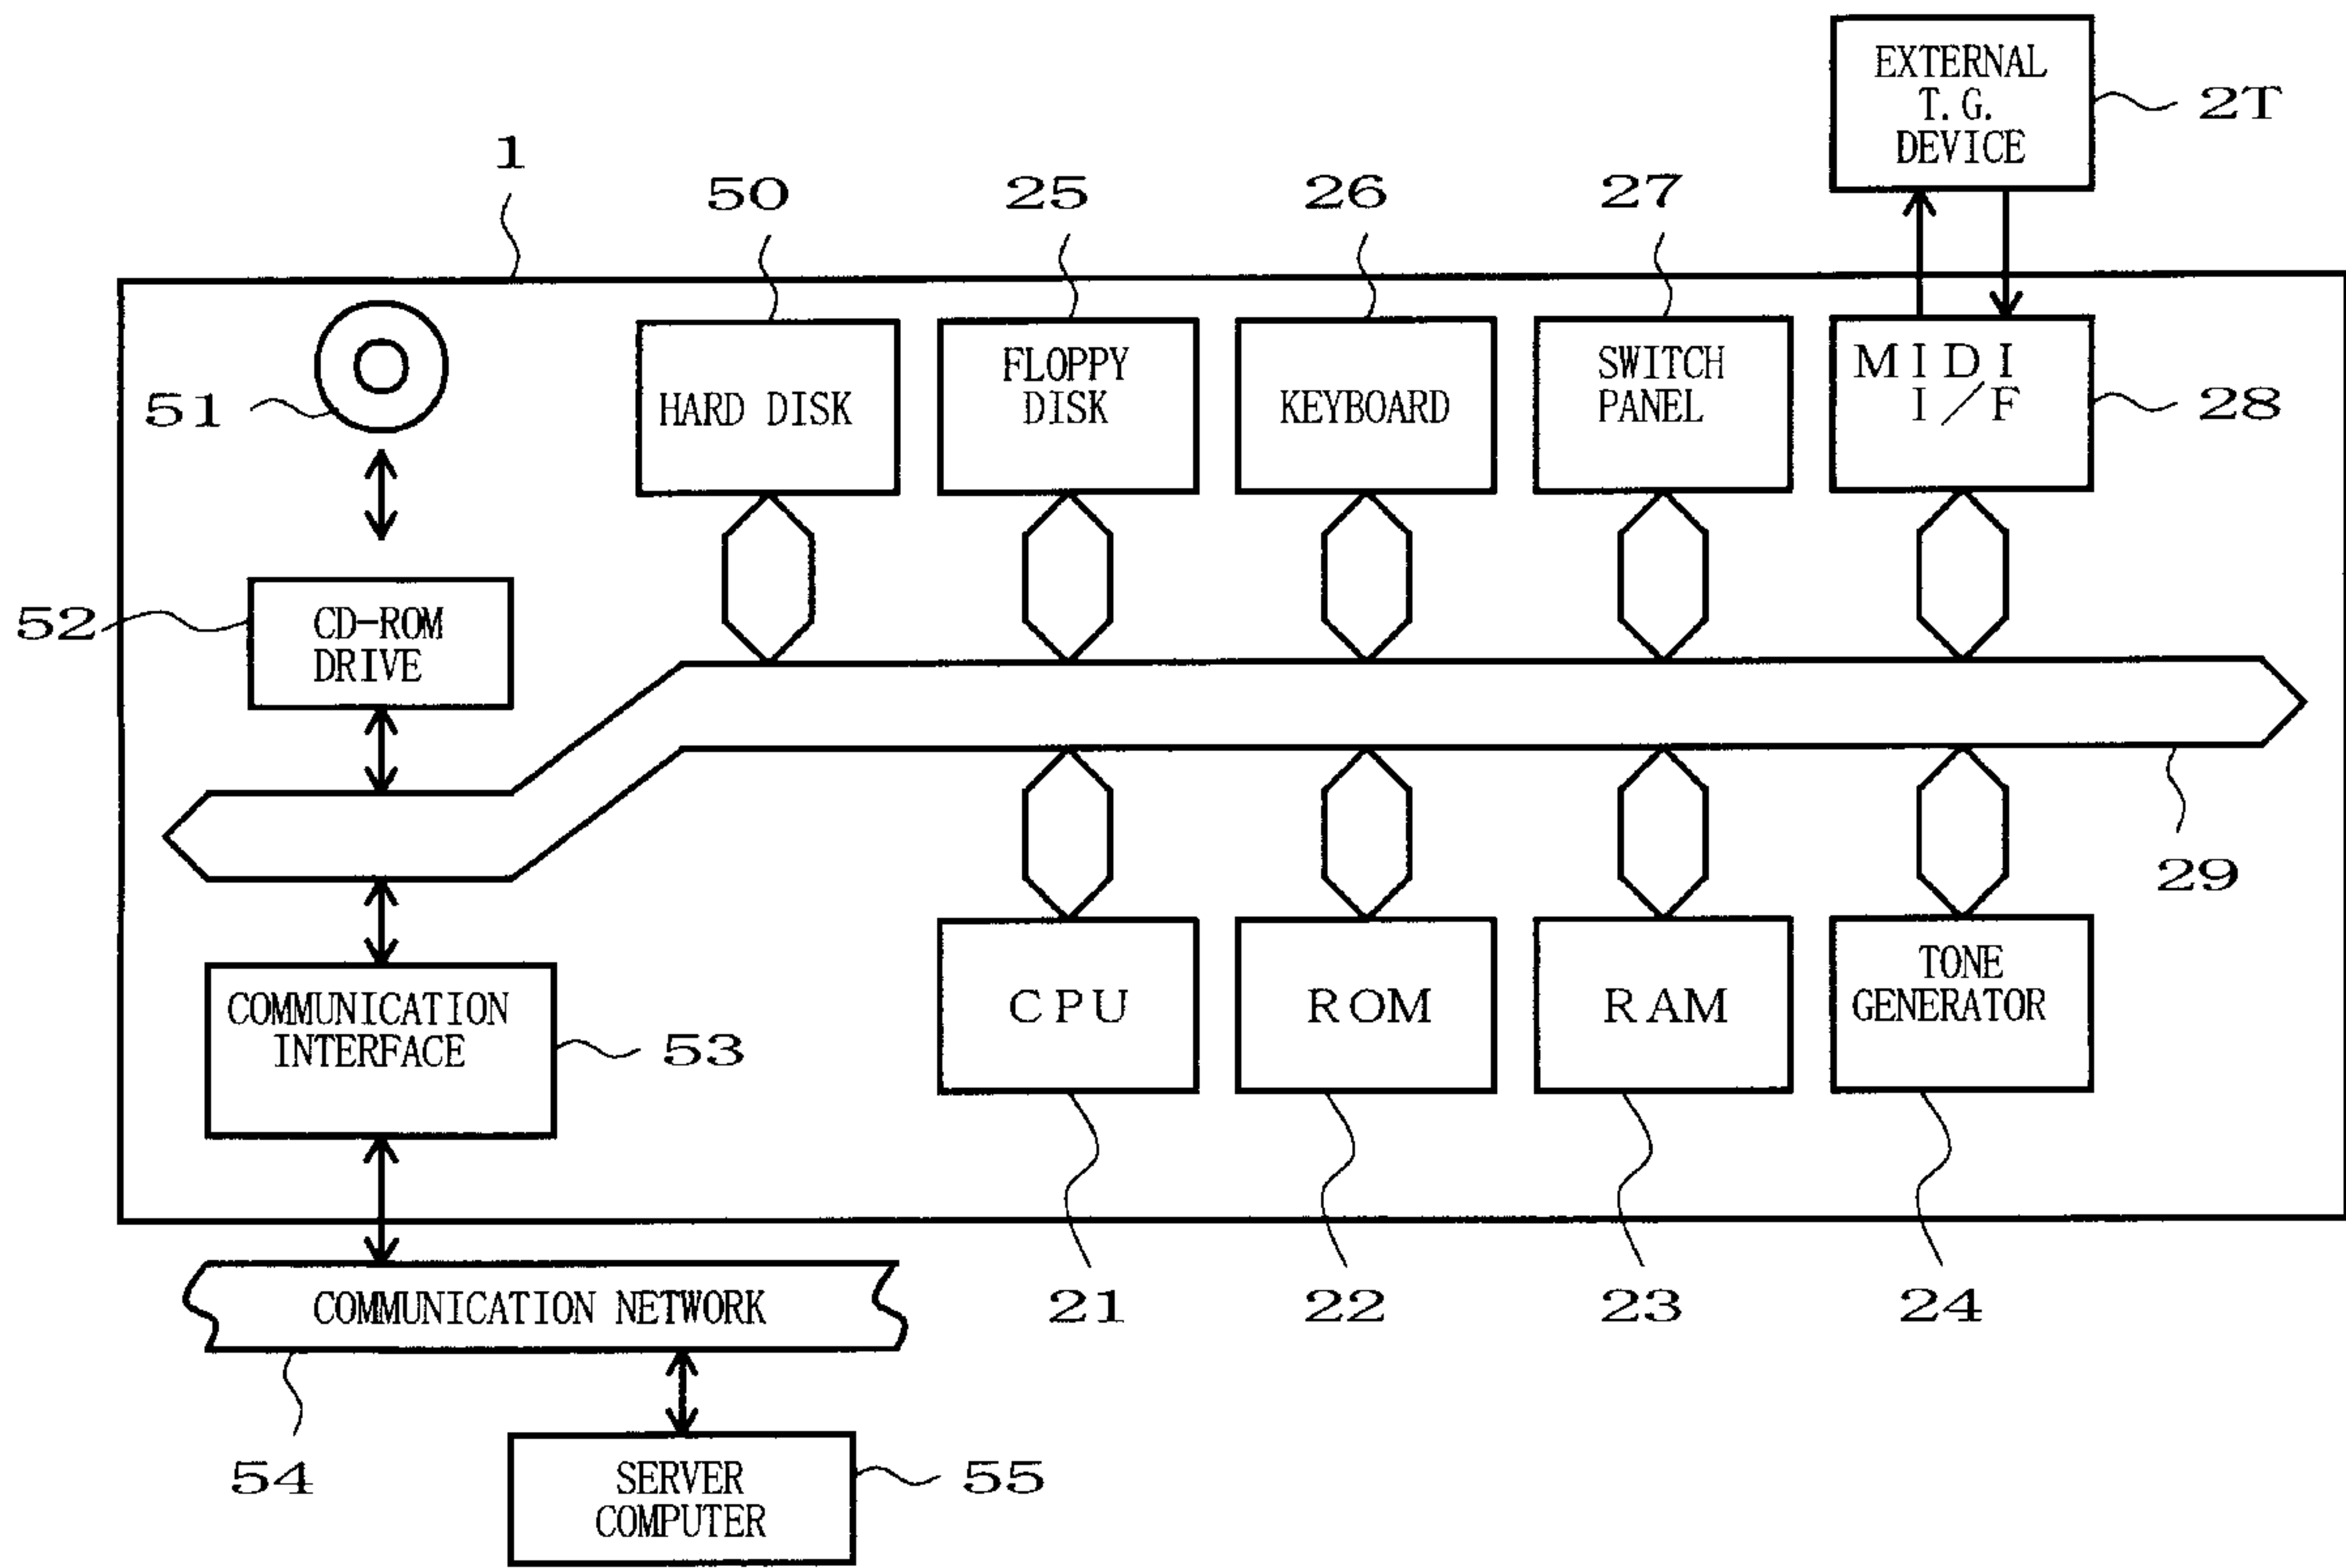 EXTERNAL
T. G.
DEVICE
2T
1
50
25
26
27
51
HARD DISK
FLOPPY
DISK
KEYBOARD
SWITCH
PANEL
MIDI
I/F
28
52
CD-ROM
DRIVE
29
COMMUNICATION
INTERFACE
53
CPU
ROM
RAM
TONE
GENERATOR
21
22
23
24
COMMUNICATION NETWORK
54
SERVER
COMPUTER
55